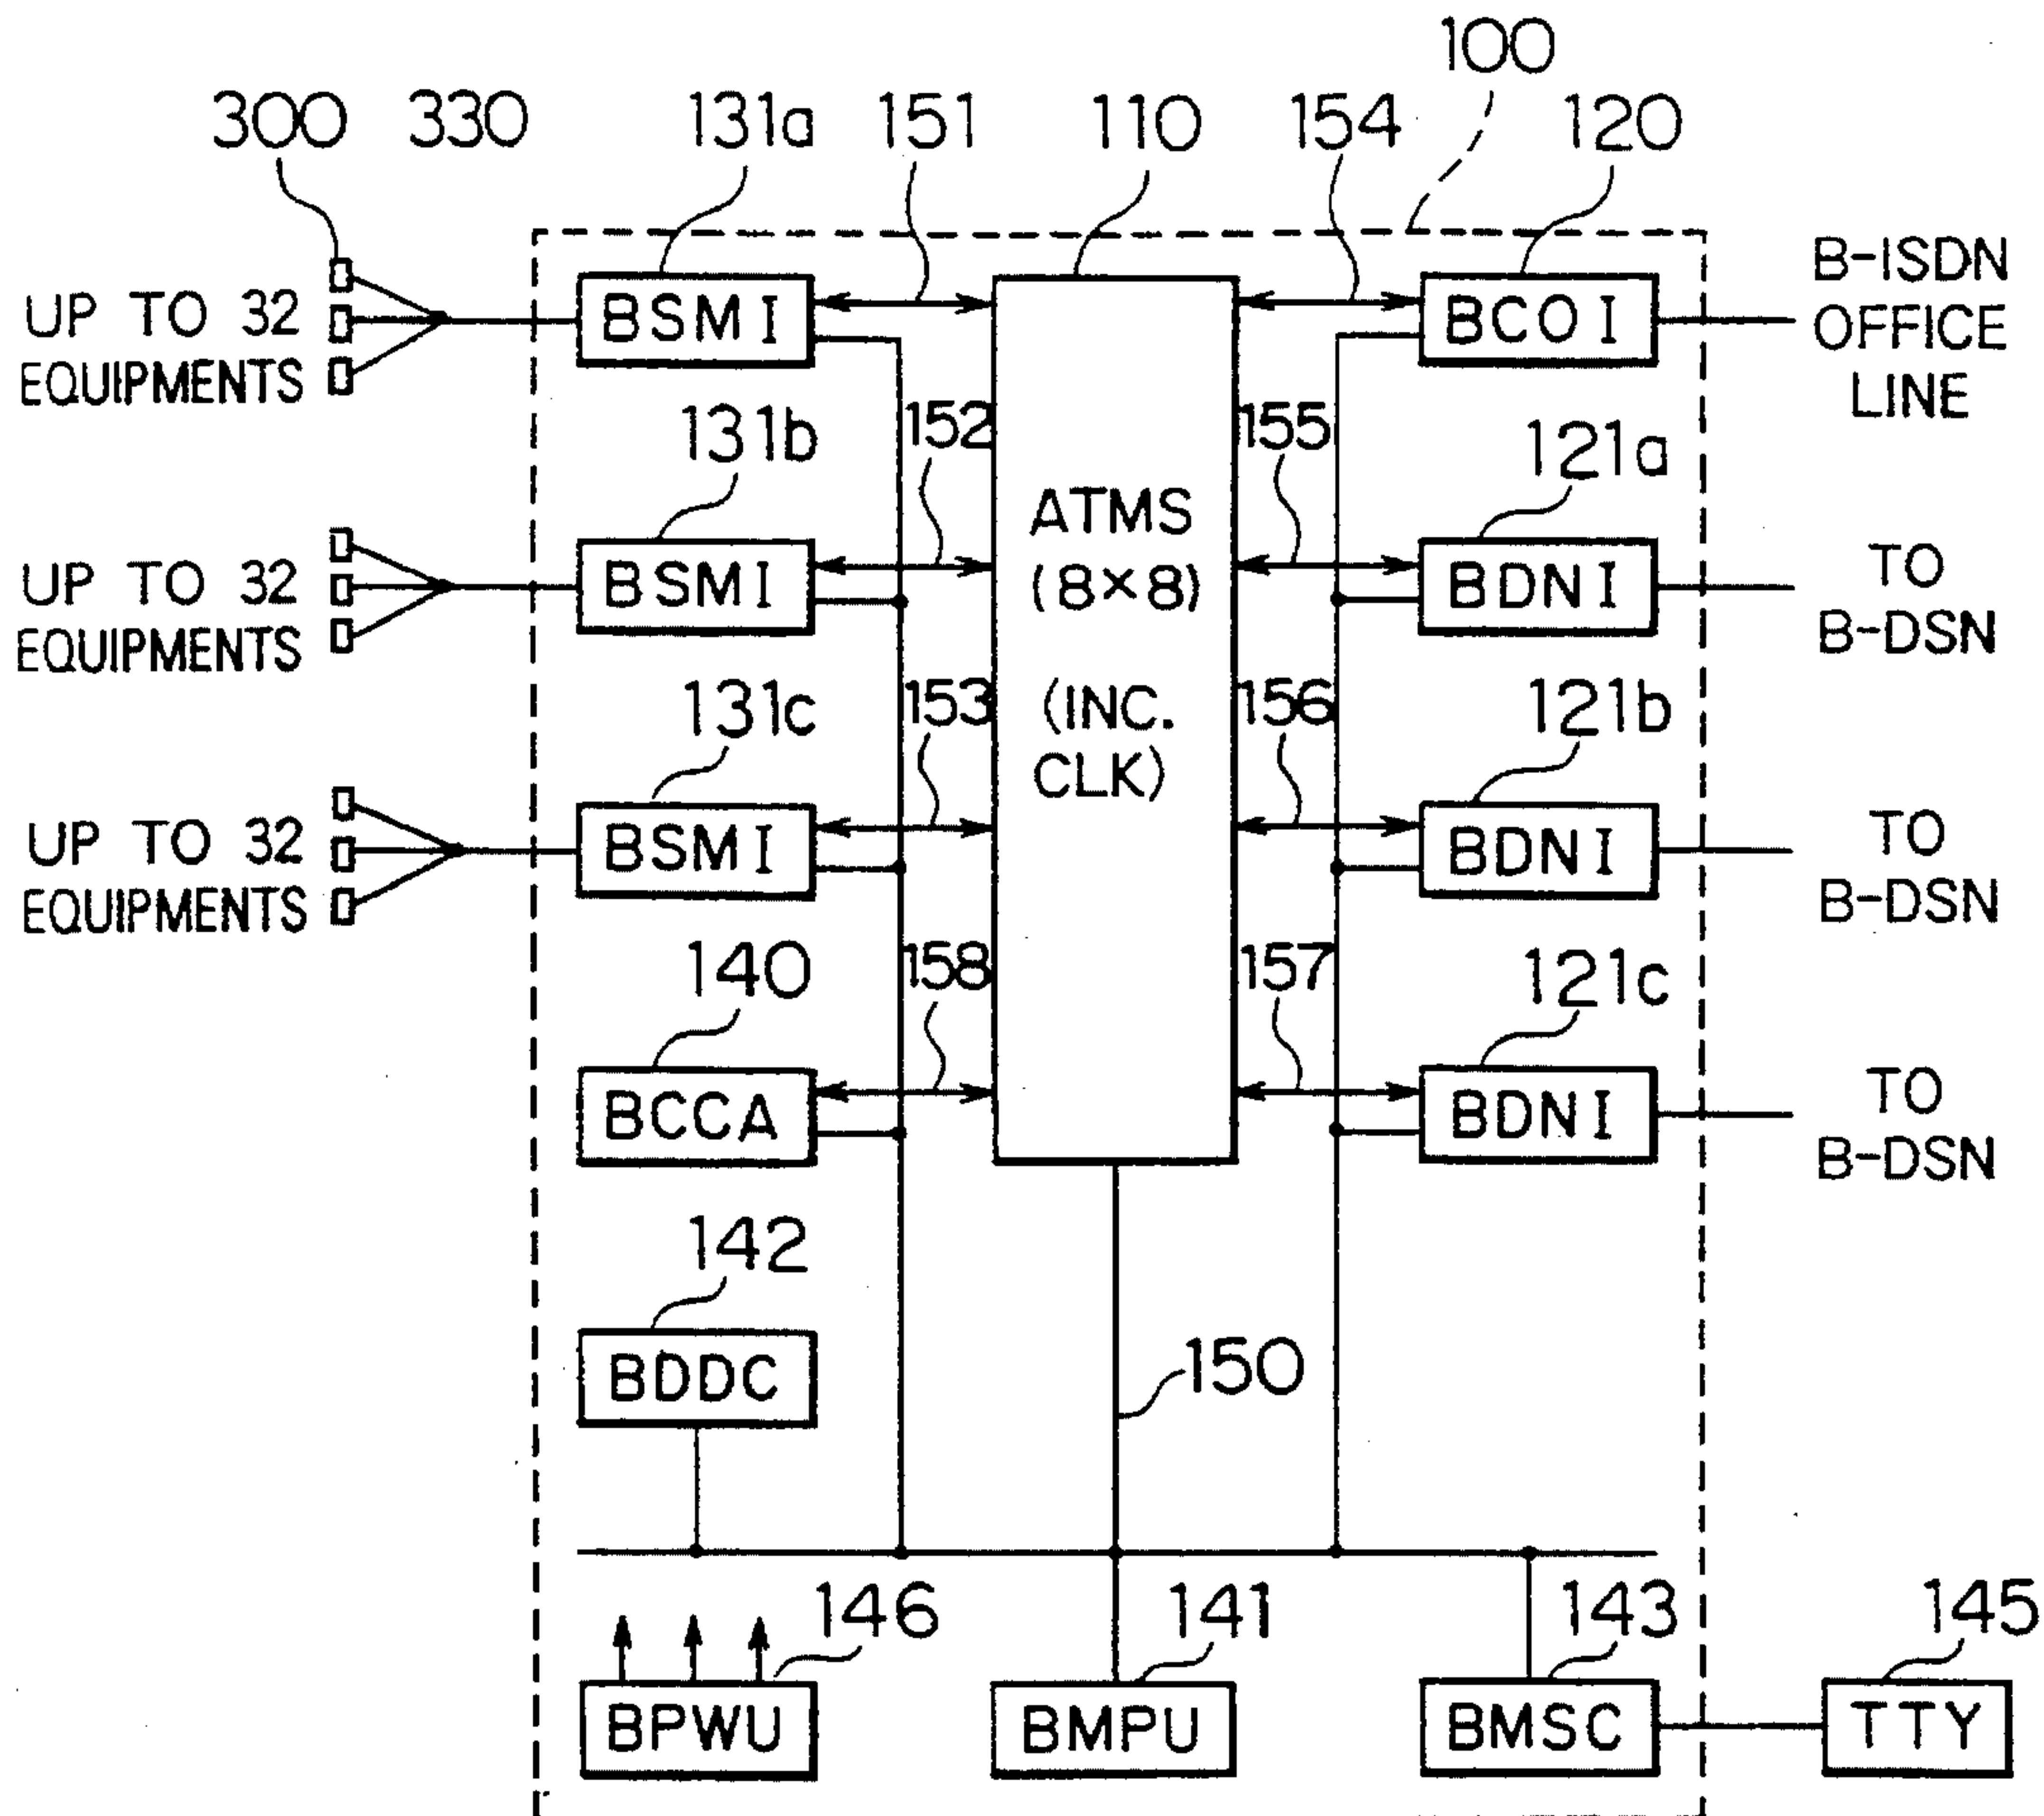 100
300 330 131a 151 110 154 120
UP TO 32
EQUIPMENTS
BSMI
BCOI
B-ISDN
OFFICE
LINE
131b 152 155 121a
UP TO 32
EQUIPMENTS
BSMI
ATMS
(8×8)
(INC.
CLK)
BDNI
TO
B-DSN
131c 153 156 121b
UP TO 32
EQUIPMENTS
BSMI
BDNI
TO
B-DSN
140 158 157 121c
BCCA
BDNI
TO
B-DSN
142
BDDC
150
146 141 143 145
BPWU
BMPU
BMSC
TTY